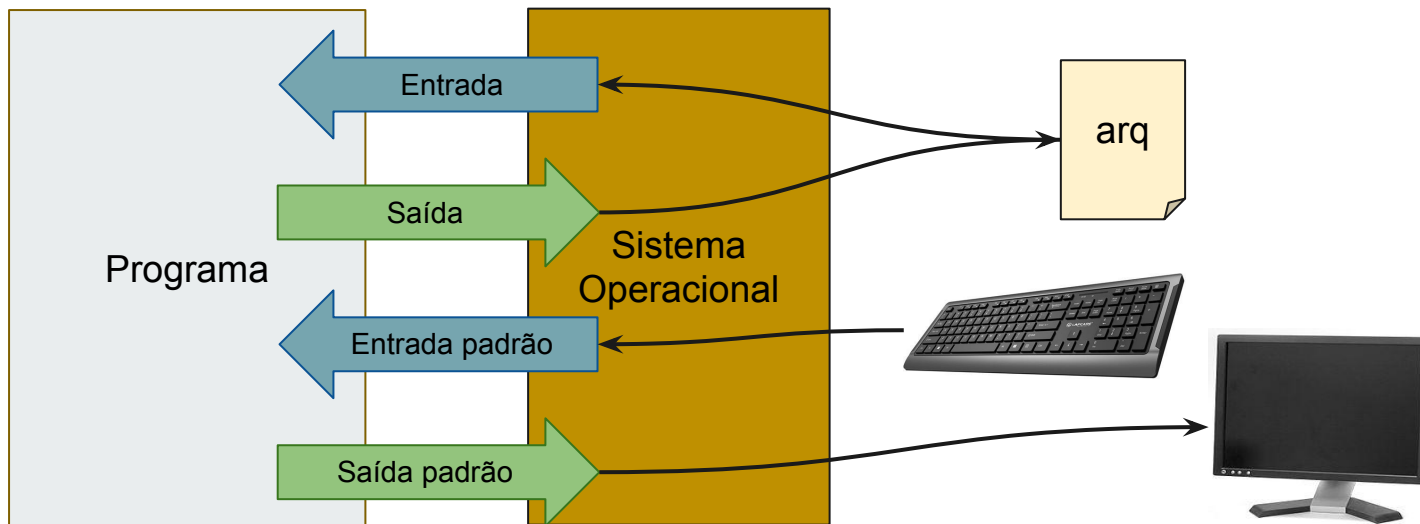 Entrada
arq
Saída
Programa
Sistema
Operacional
Entrada padrão
Saída padrão